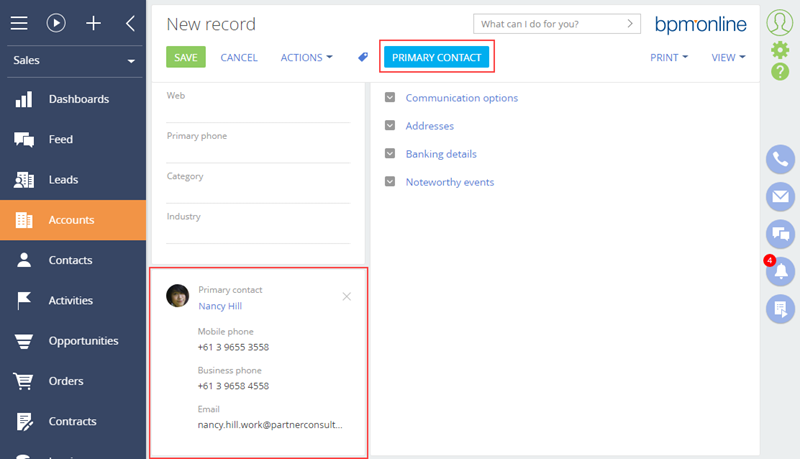 Sales
Dashboards
Feed
Leads
Accounts
Contacts
Activities
Opportunities
Orders
Contracts
New record
What can I do for you?
bpm'online
SAVE
CANCEL
ACTIONS
PRIMARY CONTACT
PRINT
VIEW
Web
Primary phone
Category
Industry
Primary contact
Nancy Hill
Mobile phone
+61 3 9655 3558
Business phone
+61 3 9658 4558
Email
nancy.hill.work@partnerconsult...
Communication options
Addresses
Banking details
Noteworthy events
?
4